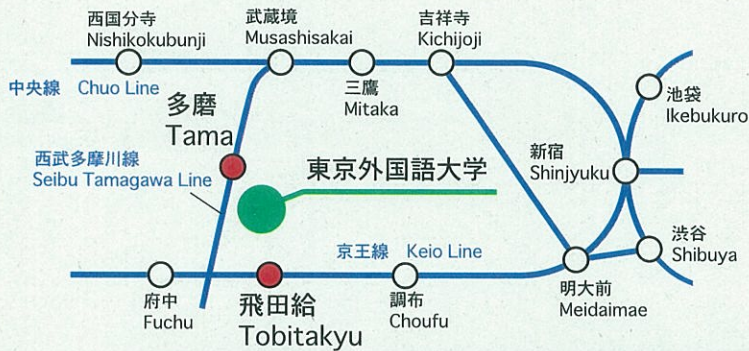 西国分寺
Nishikokubunji
武蔵境
Musashisakai
吉祥寺
Kichijoji
中央線 Chuo Line
三鷹
Mitaka
池袋
Ikebukuro
多磨
Tama
新宿
Shinjyuku
西武多摩川線
Seibu Tamagawa Line
東京外国語大学
京王線 Keio Line
渋谷
Shibuya
府中
Fuchu
飛田給
Tobitakyu
調布
Choufu
明大前
Meidaimae